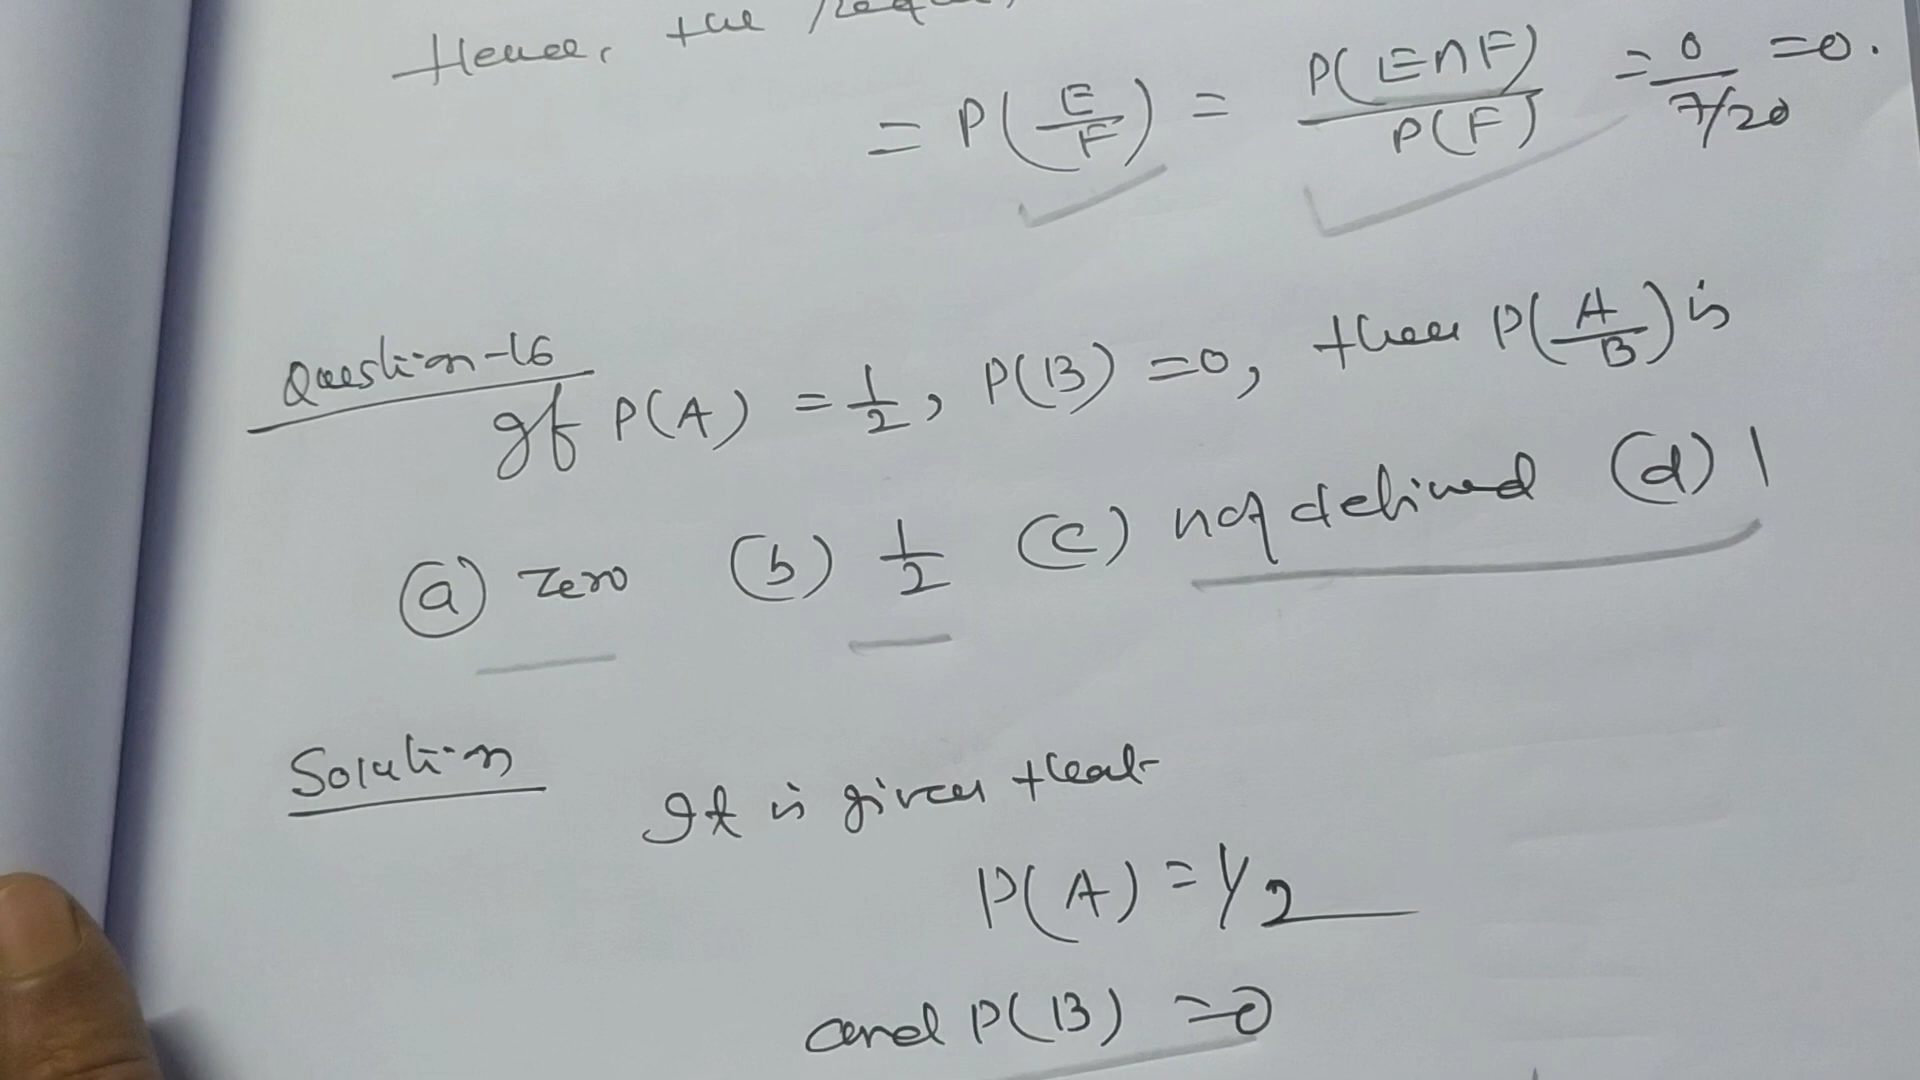 Hence, the
= P(E/F) = P(E∩F)/P(F) = 0/7/20 = 0.
Question-16
If P(A) = 1/2, P(B) = 0, then P(A/B) is
(a) zero (b) 1/2 (c) not defined (d) 1
Solution
It is given that
P(A) = 1/2
and P(B) = 0